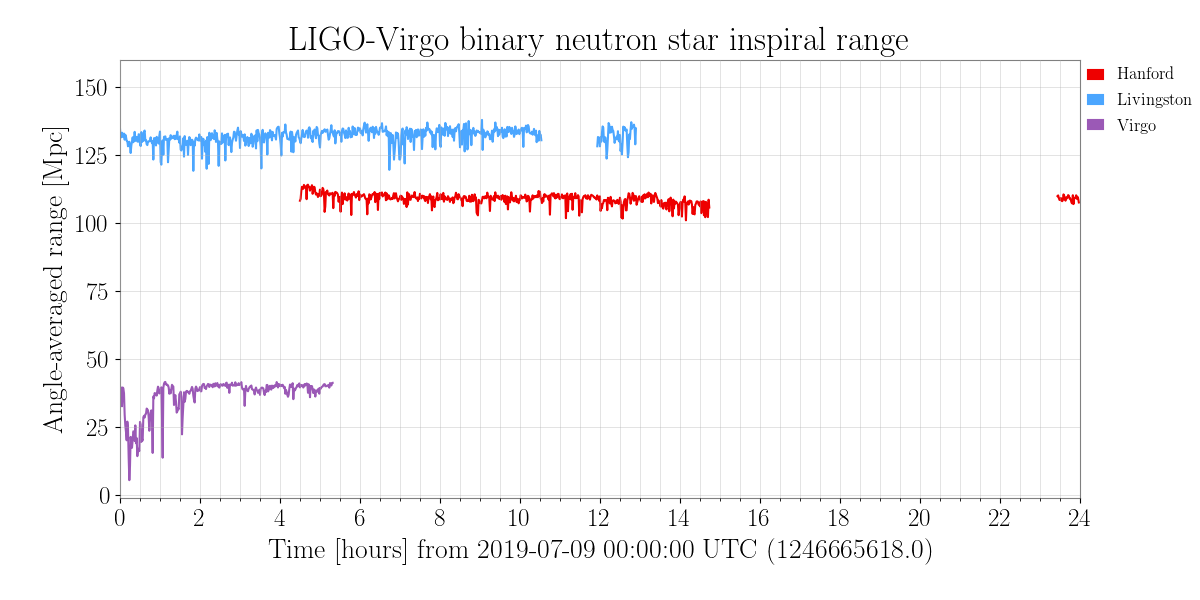 LIGO-Virgo binary neutron star inspiral range
Angle-averaged range [Mpc]
150
125
100
75
50
25
0
0 2 4 6 8 10 12 14 16 18 20 22 24
Time [hours] from 2019-07-09 00:00:00 UTC (1246665618.0)
Hanford
Livingston
Virgo